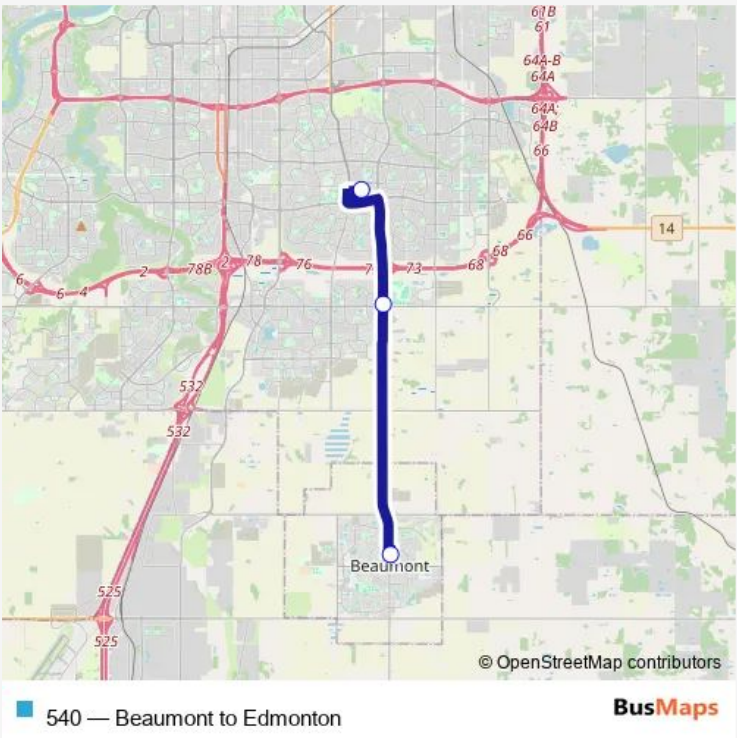 61B
61
64A-B
64A
64A;
64B
66
14
66
68
68
2
78B
2
78
76
7
73
6
6
4
532
532
Beaumont
525
525
© OpenStreetMap contributors
540 — Beaumont to Edmonton
BusMaps